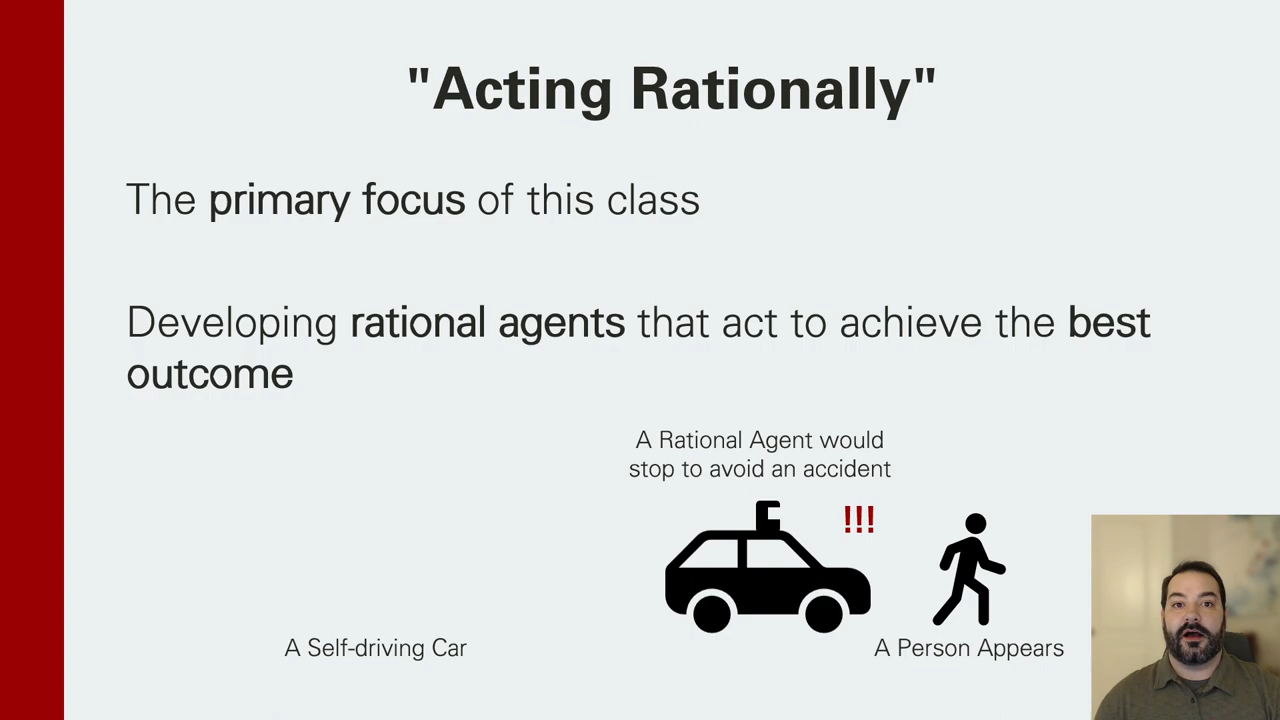 "Acting Rationally"
The primary focus of this class
Developing rational agents that act to achieve the best
outcome
A Rational Agent would
stop to avoid an accident
!!!
A Self-driving Car
A Person Appears